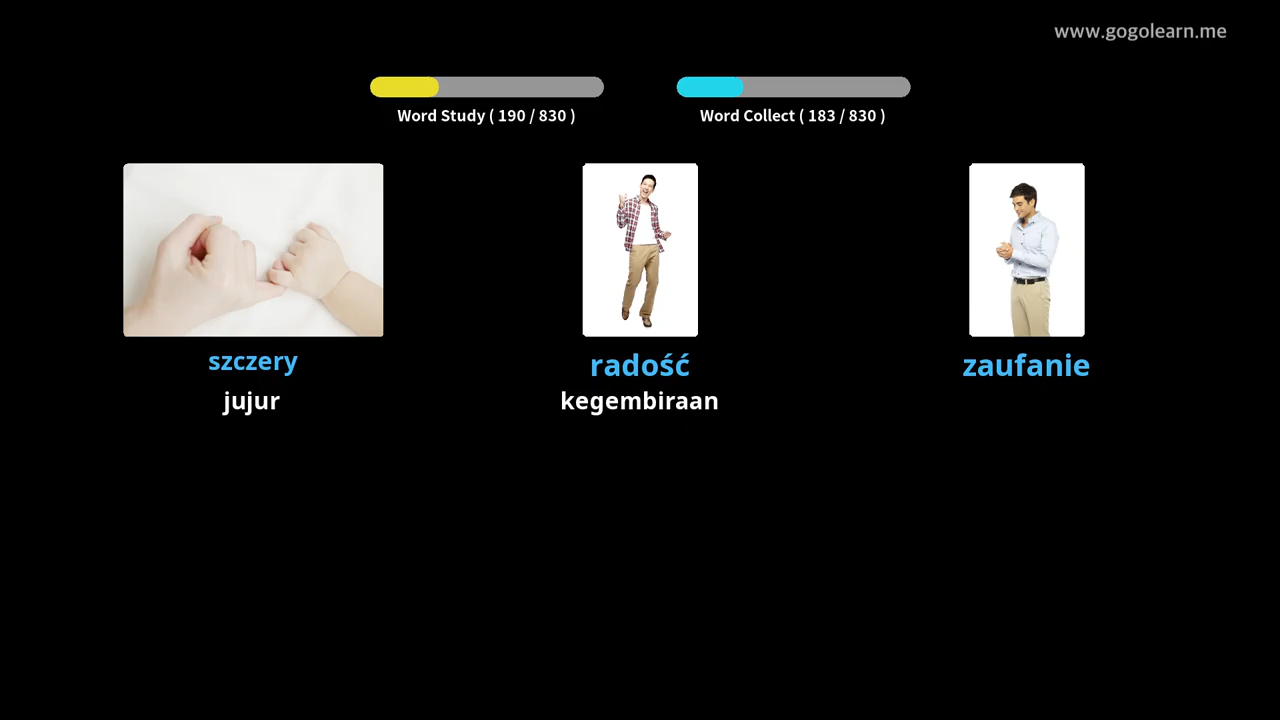 www.gogolearn.me
Word Study ( 190 / 830 )
Word Collect ( 183 / 830 )
szczery
jujur
radość
kegembiraan
zaufanie